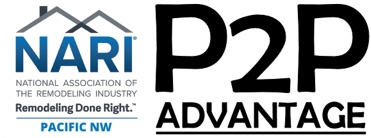 NARI
NATIONAL ASSOCIATION OF
THE REMODELING INDUSTRY
Remodeling Done Right.™
PACIFIC NW
P2P
ADVANTAGE